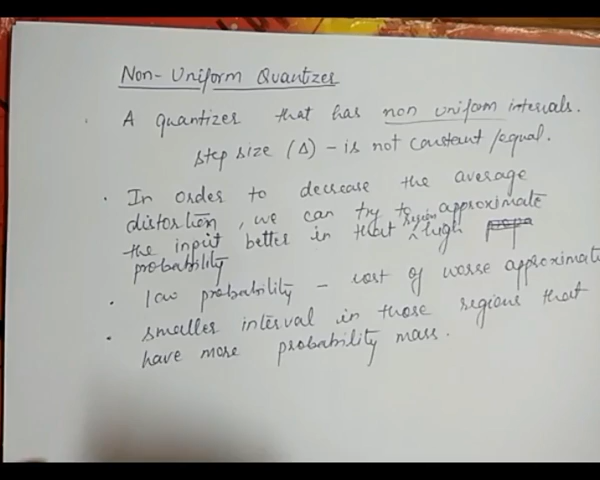 Non-Uniform Quantizer
A quantizer that has non uniform intervals.
step size (Δ) - is not constant/equal.
• In order to decrease the average
distortion, we can try to approximate
the input better in that ^ region high
probability
• low probability - cost of worse approximate
• smaller interval in those regions that
have more probability mass.